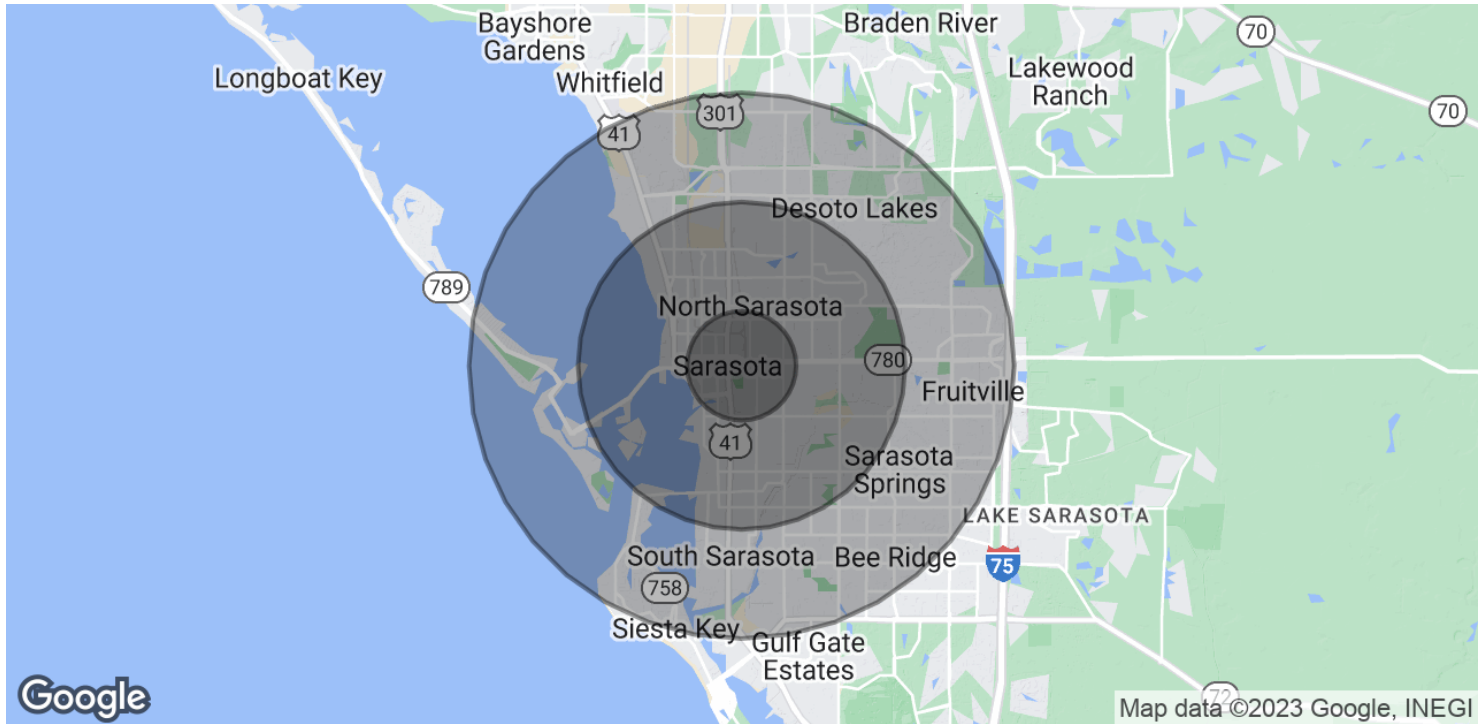 Bayshore
Gardens
Braden River
70
Longboat Key
Whitfield
Lakewood
Ranch
70
301
41
Desoto Lakes
789
North Sarasota
Sarasota
780
Fruitville
41
Sarasota
Springs
LAKE SARASOTA
South Sarasota
Bee Ridge
75
758
Siesta Key
Gulf Gate
Estates
72
Google
Map data ©2023 Google, INEGI